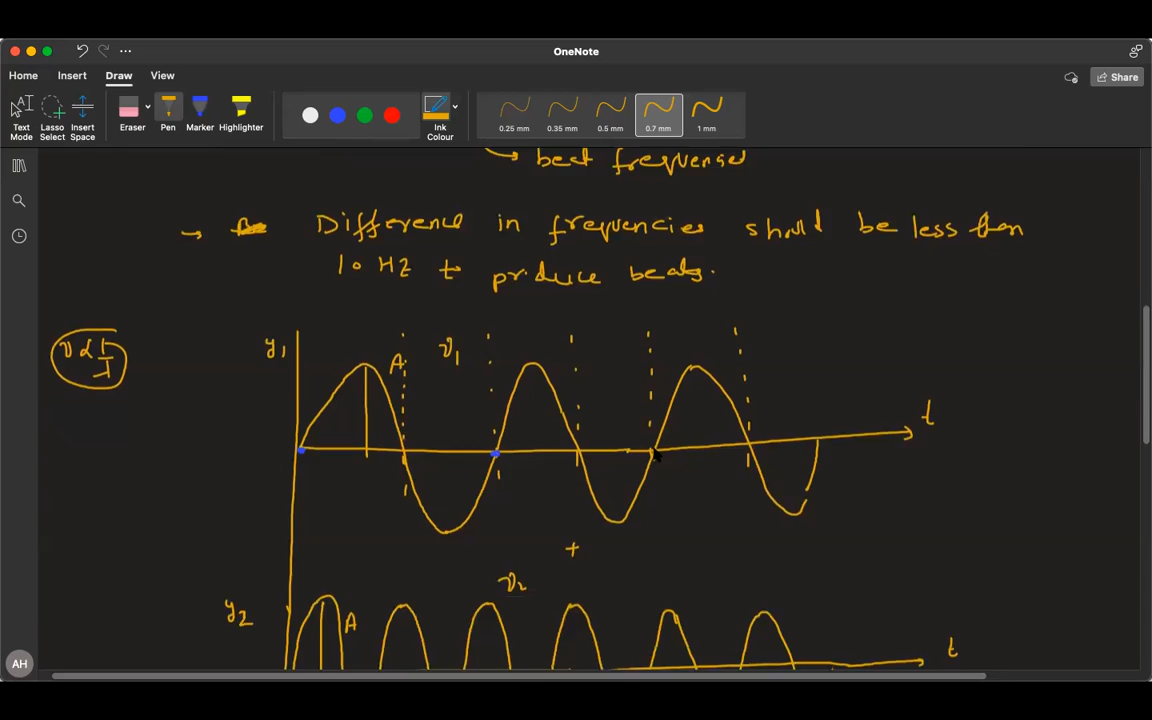 OneNote
Home Insert Draw View
Share
Text Mode
Lasso Select
Insert Space
Eraser
Pen
Marker
Highlighter
Ink Colour
0.25 mm
0.35 mm
0.5 mm
0.7 mm
1 mm
beat frequencies
Difference in frequencies should be less than
10 HZ to produce beats.
ν ∝ 1/T
y1
A
ν1
t
+
ν2
y2
A
t
AH